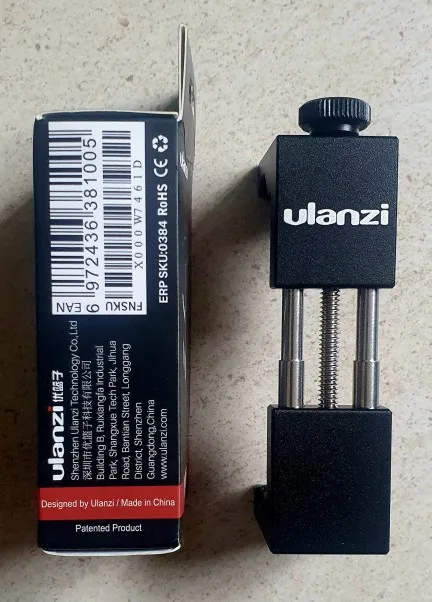 6 972436 381005
EAN
FNSKU
X000W7461D
ERP SKU:0384 RoHS CE
ulanzi 优篮子
Shenzhen Ulanzi Technology Co.,Ltd
深圳市优篮子科技有限公司
Building B, Ruixiangfa Industrial
Park, Shangxue Tech Park, Jihua
Road, Bantian Street, Longgang
District, Shenzhen
Guangdong,China
www.ulanzi.com
Designed by Ulanzi / Made in China
Patented Product
ulanzi